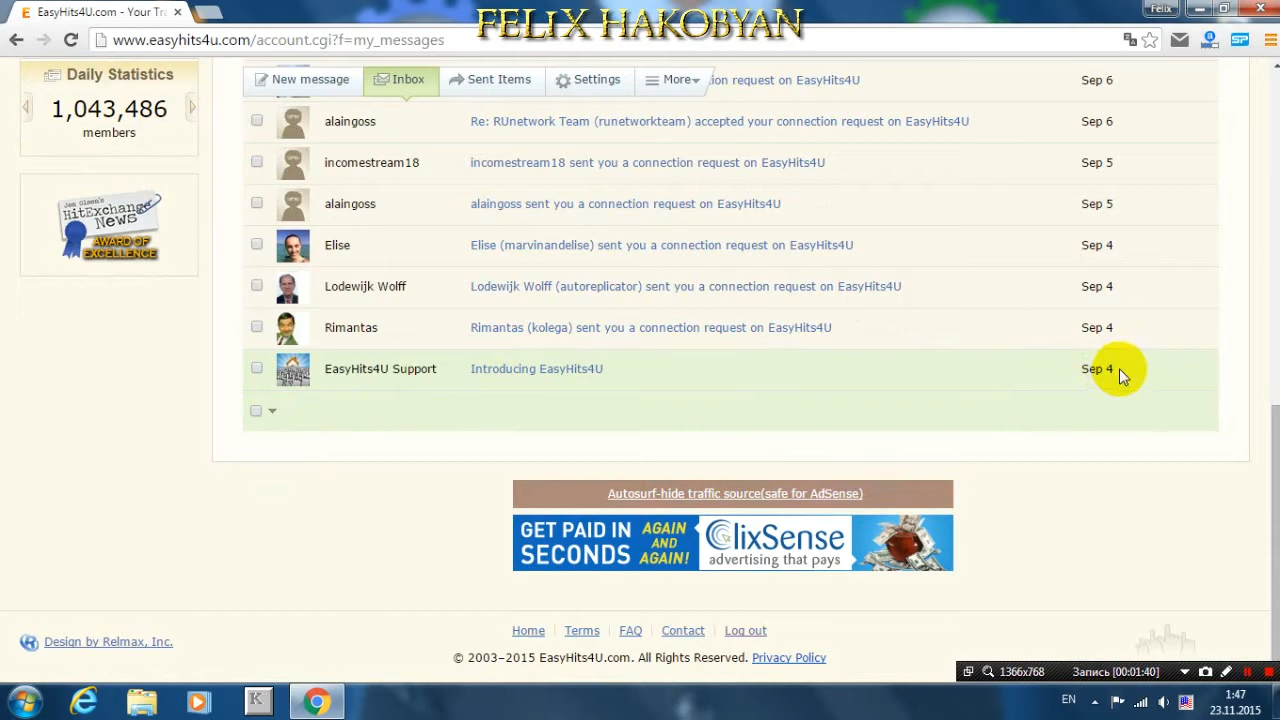 EasyHits4U.com - Your Tra
Felix
FELIX HAKOBYAN
www.easyhits4u.com/account.cgi?f=my_messages
Daily Statistics
1,043,486
members
Jon Olson's
HitExchange
News
AWARD OF
EXCELLENCE
New message
Inbox
Sent Items
Settings
More
ion request on EasyHits4U
Sep 6
alaingoss Re: RUnetwork Team (runetworkteam) accepted your connection request on EasyHits4U Sep 6
incomestream18 incomestream18 sent you a connection request on EasyHits4U Sep 5
alaingoss alaingoss sent you a connection request on EasyHits4U Sep 5
Elise Elise (marvinandelise) sent you a connection request on EasyHits4U Sep 4
Lodewijk Wolff Lodewijk Wolff (autoreplicator) sent you a connection request on EasyHits4U Sep 4
Rimantas Rimantas (kolega) sent you a connection request on EasyHits4U Sep 4
EasyHits4U Support Introducing EasyHits4U Sep 4
Autosurf-hide traffic source(safe for AdSense)
GET PAID IN SECONDS
AGAIN AND AGAIN!
ClixSense
advertising that pays
Home Terms FAQ Contact Log out
Design by Relmax, Inc.
© 2003–2015 EasyHits4U.com. All Rights Reserved. Privacy Policy
1366x768 Запись [00:01:40]
EN
1:47
23.11.2015